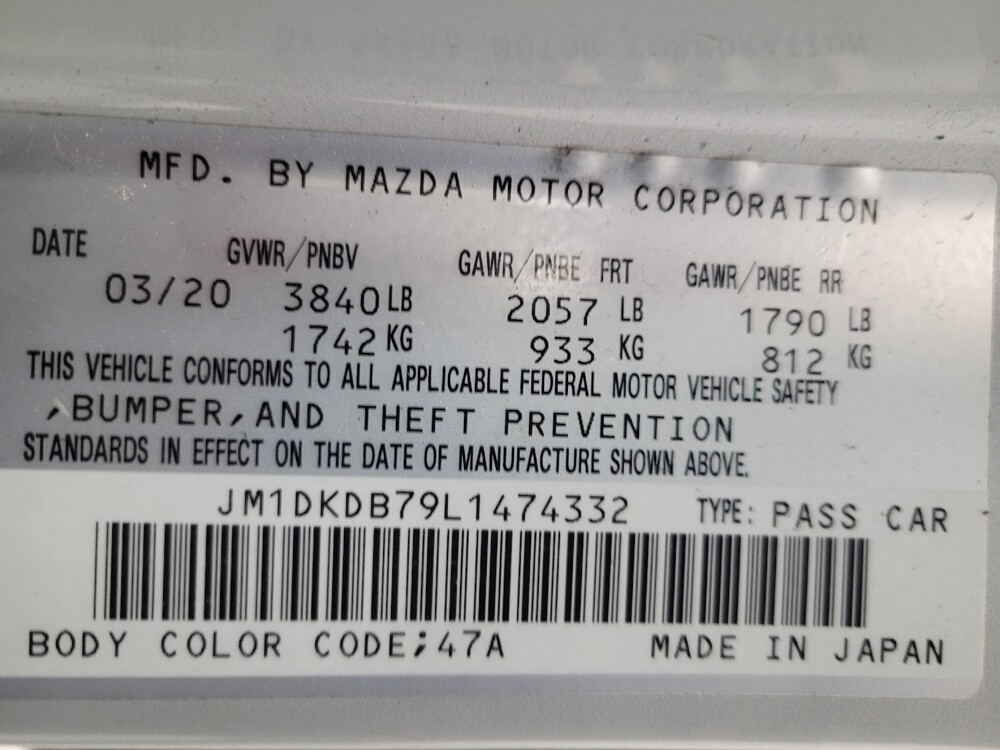 MFD. BY MAZDA MOTOR CORPORATION
DATE GVWR/PNBV GAWR/PNBE FRT GAWR/PNBE RR
03/20 3840 LB 2057 LB 1790 LB
1742 KG 933 KG 812 KG
THIS VEHICLE CONFORMS TO ALL APPLICABLE FEDERAL MOTOR VEHICLE SAFETY
,BUMPER,AND THEFT PREVENTION
STANDARDS IN EFFECT ON THE DATE OF MANUFACTURE SHOWN ABOVE.
JM1DKDB79L1474332 TYPE: PASS CAR
BODY COLOR CODE;47A MADE IN JAPAN